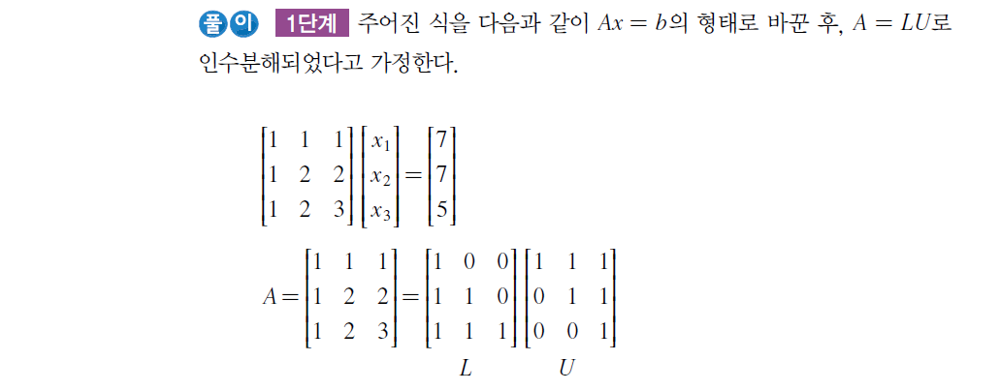 풀이 1단계 주어진 식을 다음과 같이 Ax = b의 형태로 바꾼 후, A = LU로
인수분해되었다고 가정한다.
[1 1 1] [x₁] [7]
[1 2 2] [x₂] = [7]
[1 2 3] [x₃] [5]
[1 1 1] [1 0 0] [1 1 1]
A = [1 2 2] = [1 1 0] [0 1 1]
[1 2 3] [1 1 1] [0 0 1]
L U